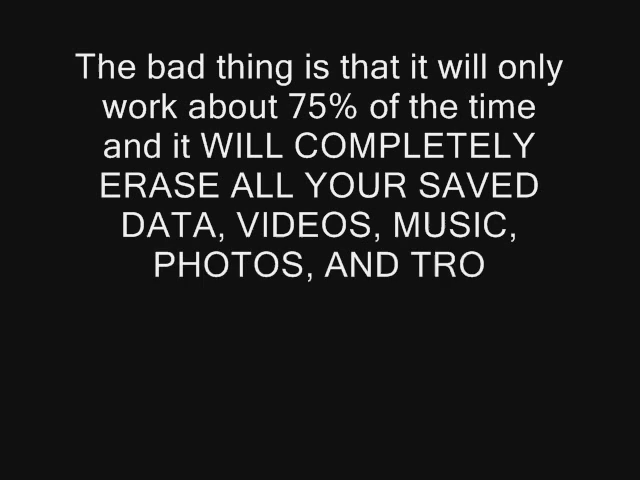 The bad thing is that it will only
work about 75% of the time
and it WILL COMPLETELY
ERASE ALL YOUR SAVED
DATA, VIDEOS, MUSIC,
PHOTOS, AND TRO